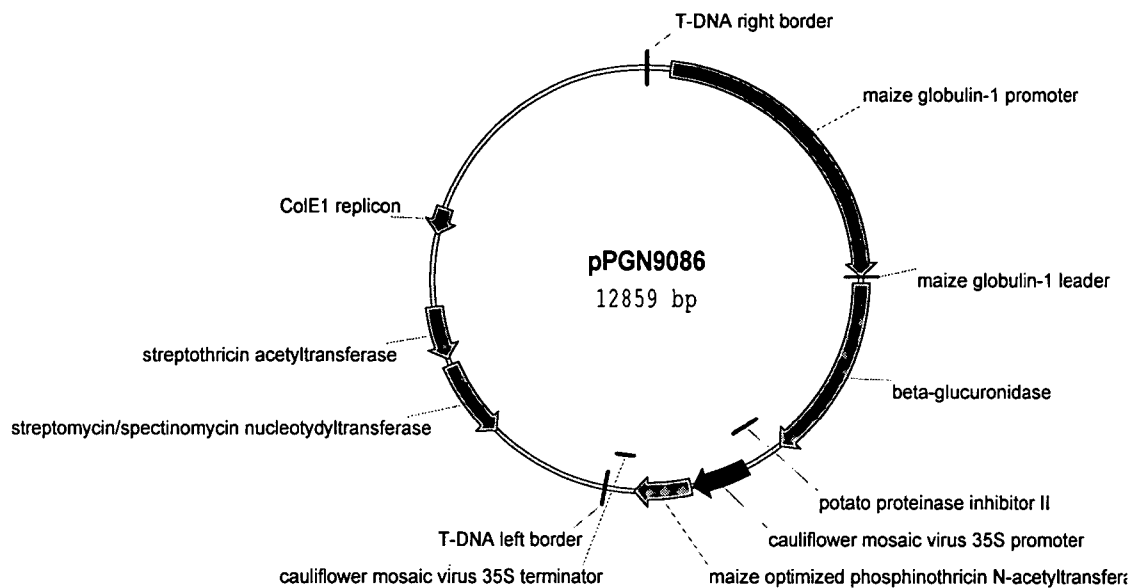 T-DNA right border
maize globulin-1 promoter
ColE1 replicon
pPGN9086
12859 bp
maize globulin-1 leader
streptothricin acetyltransferase
beta-glucuronidase
streptomycin/spectinomycin nucleotydyltransferase
potato proteinase inhibitor II
T-DNA left border
cauliflower mosaic virus 35S promoter
cauliflower mosaic virus 35S terminator
maize optimized phosphinothricin N-acetyltransfera